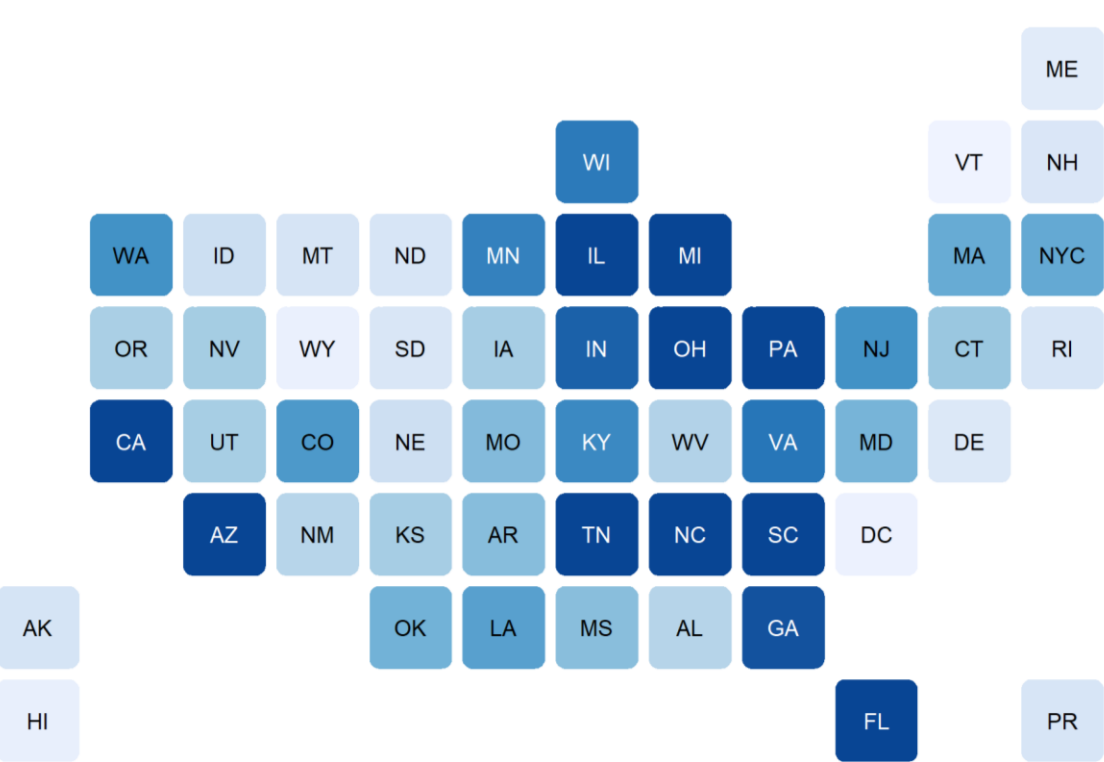 ME
WI VT NH
WA ID MT ND MN IL MI MA NYC
OR NV WY SD IA IN OH PA NJ CT RI
CA UT CO NE MO KY WV VA MD DE
AZ NM KS AR TN NC SC DC
AK OK LA MS AL GA
HI FL PR